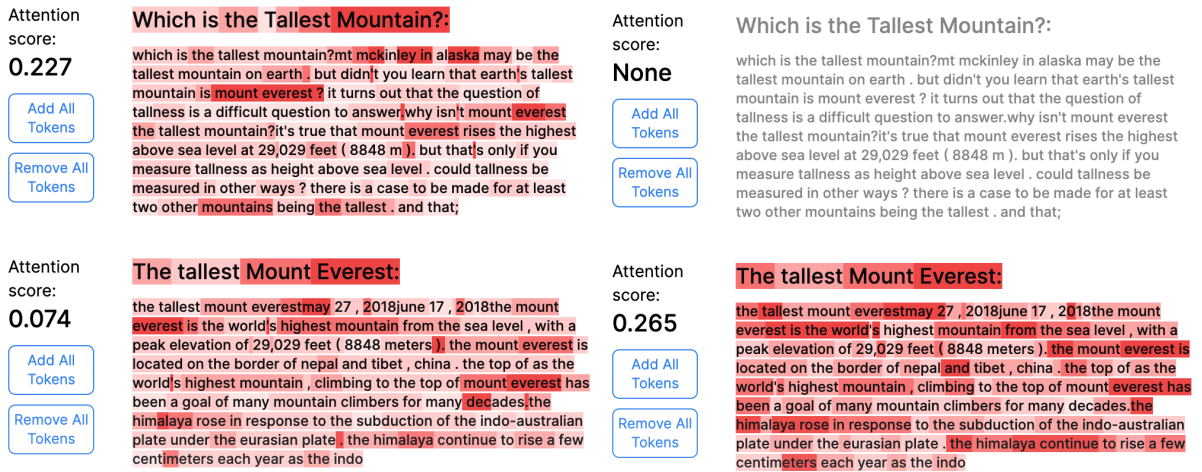 Attention
score:
0.227
Add All
Tokens
Remove All
Tokens
Which is the Tallest Mountain?:
which is the tallest mountain?mt mckinley in alaska may be the
tallest mountain on earth . but didn't you learn that earth's tallest
mountain is mount everest ? it turns out that the question of
tallness is a difficult question to answer.why isn't mount everest
the tallest mountain?it's true that mount everest rises the highest
above sea level at 29,029 feet ( 8848 m ). but that's only if you
measure tallness as height above sea level . could tallness be
measured in other ways ? there is a case to be made for at least
two other mountains being the tallest . and that;
Attention
score:
None
Add All
Tokens
Remove All
Tokens
Which is the Tallest Mountain?:
which is the tallest mountain?mt mckinley in alaska may be the
tallest mountain on earth . but didn't you learn that earth's tallest
mountain is mount everest ? it turns out that the question of
tallness is a difficult question to answer.why isn't mount everest
the tallest mountain?it's true that mount everest rises the highest
above sea level at 29,029 feet ( 8848 m ). but that's only if you
measure tallness as height above sea level . could tallness be
measured in other ways ? there is a case to be made for at least
two other mountains being the tallest . and that;
Attention
score:
0.074
Add All
Tokens
Remove All
Tokens
The tallest Mount Everest:
the tallest mount everestmay 27 , 2018june 17 , 2018the mount
everest is the world's highest mountain from the sea level , with a
peak elevation of 29,029 feet ( 8848 meters ). the mount everest is
located on the border of nepal and tibet , china . the top of as the
world's highest mountain , climbing to the top of mount everest has
been a goal of many mountain climbers for many decades.the
himalaya rose in response to the subduction of the indo-australian
plate under the eurasian plate . the himalaya continue to rise a few
centimeters each year as the indo
Attention
score:
0.265
Add All
Tokens
Remove All
Tokens
The tallest Mount Everest:
the tallest mount everestmay 27 , 2018june 17 , 2018the mount
everest is the world's highest mountain from the sea level , with a
peak elevation of 29,029 feet ( 8848 meters ). the mount everest is
located on the border of nepal and tibet , china . the top of as the
world's highest mountain , climbing to the top of mount everest has
been a goal of many mountain climbers for many decades.the
himalaya rose in response to the subduction of the indo-australian
plate under the eurasian plate . the himalaya continue to rise a few
centimeters each year as the indo